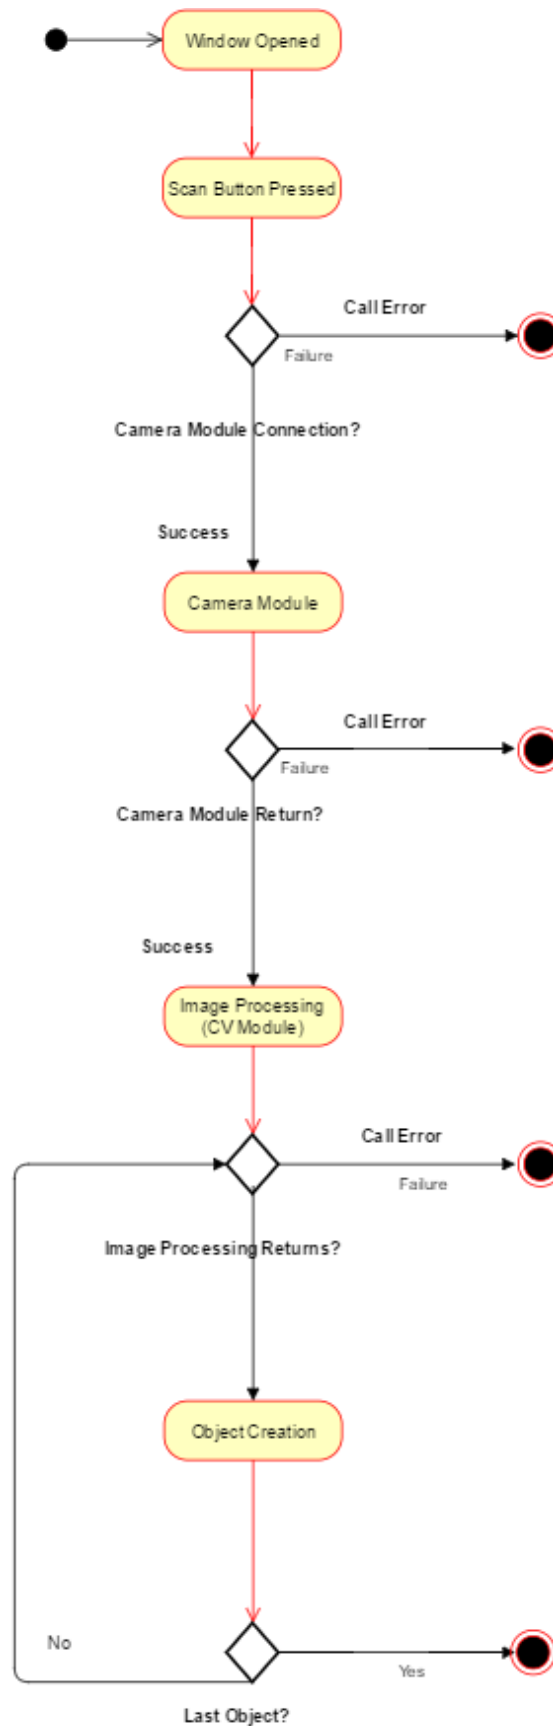 Window Opened
Scan Button Pressed
Call Error
Failure
Camera Module Connection?
Success
Camera Module
Call Error
Failure
Camera Module Return?
Success
Image Processing
(CV Module)
Call Error
Failure
Image Processing Returns?
Object Creation
No
Yes
Last Object?